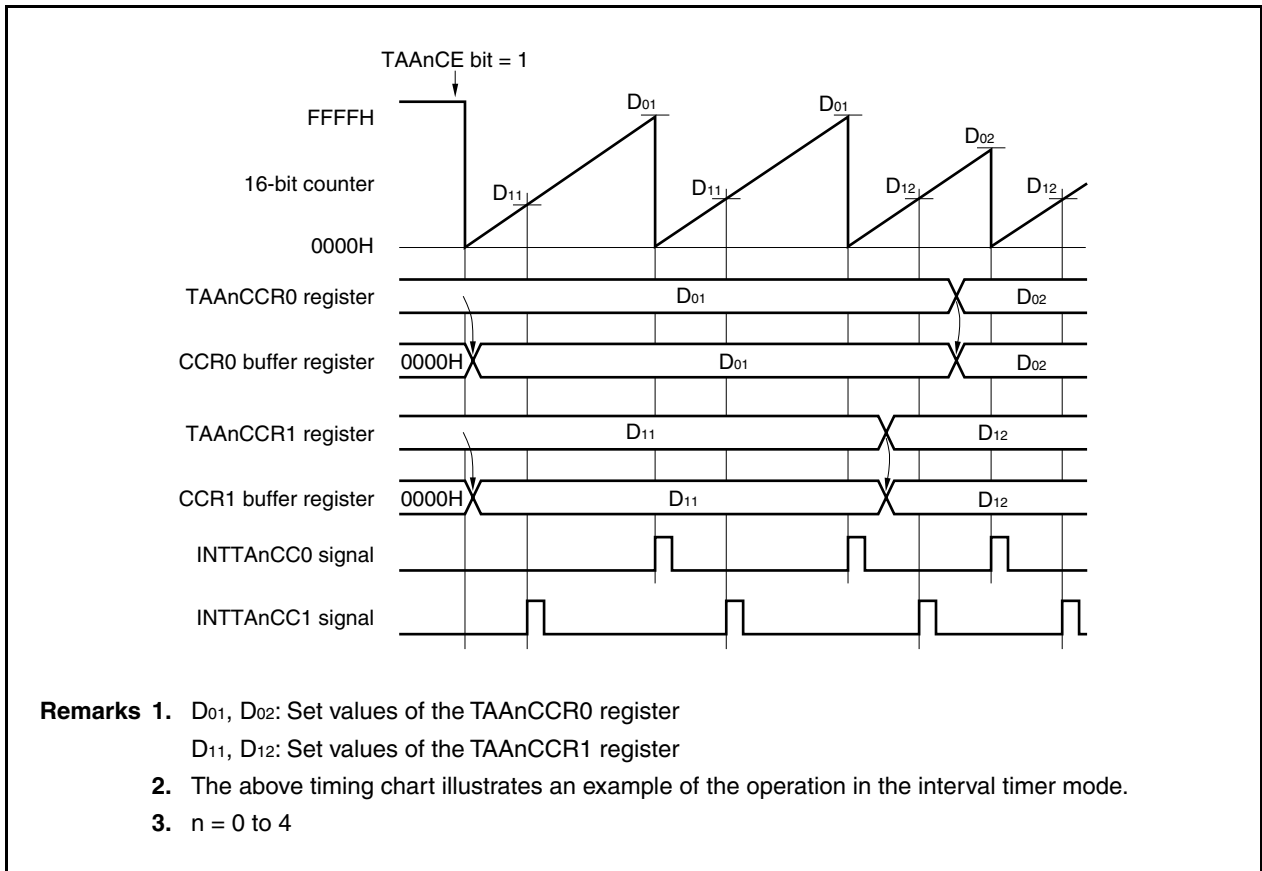 TAAnCE bit = 1
FFFFH
D01
D01
D02
16-bit counter
D11
D11
D12
D12
0000H
TAAnCCR0 register
D01
D02
CCR0 buffer register
0000H
D01
D02
TAAnCCR1 register
D11
D12
CCR1 buffer register
0000H
D11
D12
INTTAnCC0 signal
INTTAnCC1 signal
Remarks 1. D01, D02: Set values of the TAAnCCR0 register
D11, D12: Set values of the TAAnCCR1 register
2. The above timing chart illustrates an example of the operation in the interval timer mode.
3. n = 0 to 4